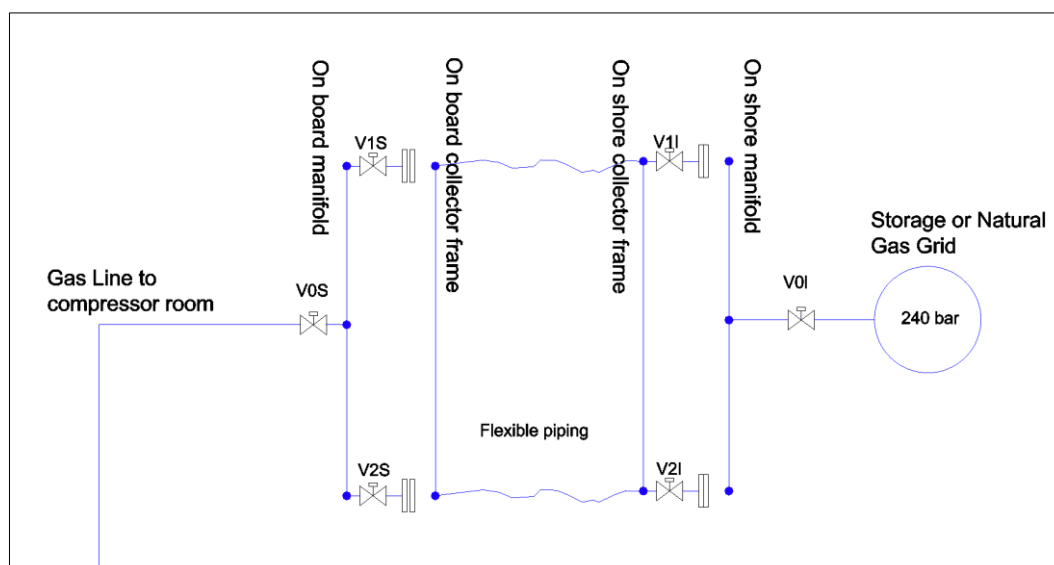 On board manifold
On board collector frame
On shore collector frame
On shore manifold
V1S
V1I
Storage or Natural
Gas Grid
Gas Line to
compressor room
V0S
V0I
240 bar
Flexible piping
V2S
V2I